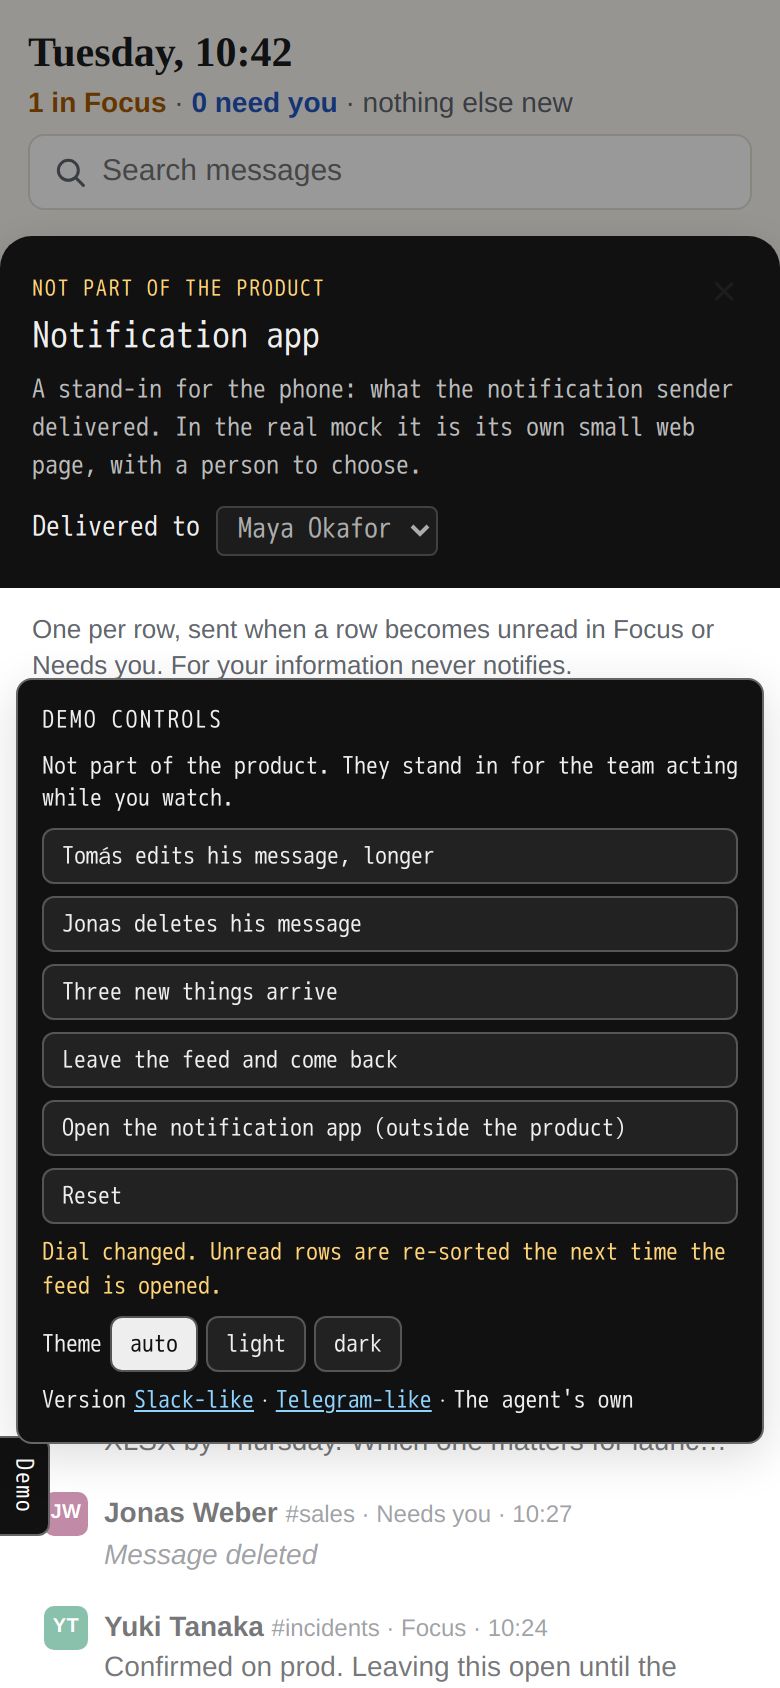 Tuesday, 10:42
1 in Focus · 0 need you · nothing else new
Search messages
NOT PART OF THE PRODUCT
Notification app
A stand-in for the phone: what the notification sender
delivered. In the real mock it is its own small web
page, with a person to choose.
Delivered to Maya Okafor
One per row, sent when a row becomes unread in Focus or
Needs you. For your information never notifies.
DEMO CONTROLS
Not part of the product. They stand in for the team acting
while you watch.
Tomás edits his message, longer
Jonas deletes his message
Three new things arrive
Leave the feed and come back
Open the notification app (outside the product)
Reset
Dial changed. Unread rows are re-sorted the next time the
feed is opened.
Theme auto light dark
Version Slack-like · Telegram-like · The agent's own
XLSX by Thursday. Which one matters for launc…
Demo
JW Jonas Weber #sales · Needs you · 10:27
Message deleted
YT Yuki Tanaka #incidents · Focus · 10:24
Confirmed on prod. Leaving this open until the